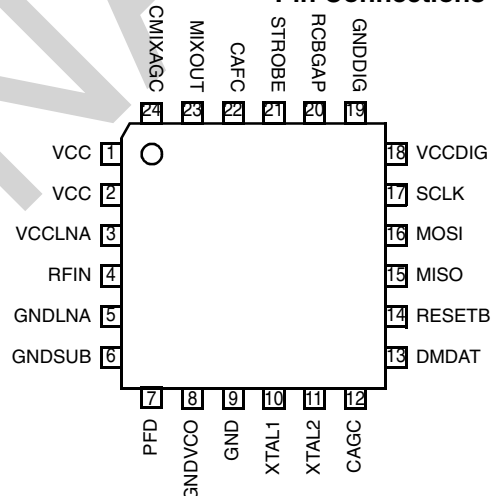 Pin Connections
CMIXAGC
MIXOUT
CAFC
STROBE
RCBGAP
GNDDIG
24
23
22
21
20
19
VCC 1
VCC 2
VCCLNA 3
RFIN 4
GNDLNA 5
GNDSUB 6
18 VCCDIG
17 SCLK
16 MOSI
15 MISO
14 RESETB
13 DMDAT
7
8
9
10
11
12
PFD
GNDVCO
GND
XTAL1
XTAL2
CAGC